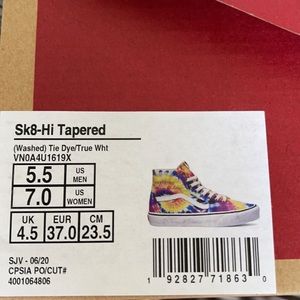 Sk8-Hi Tapered
(Washed) Tie Dye/True Wht
VN0A4U1619X
5.5 US MEN
7.0 US WOMEN
UK EUR CM
4.5 37.0 23.5
SJV - 06/20
CPSIA PO/CUT#
4001064806
1 92827 71863 0